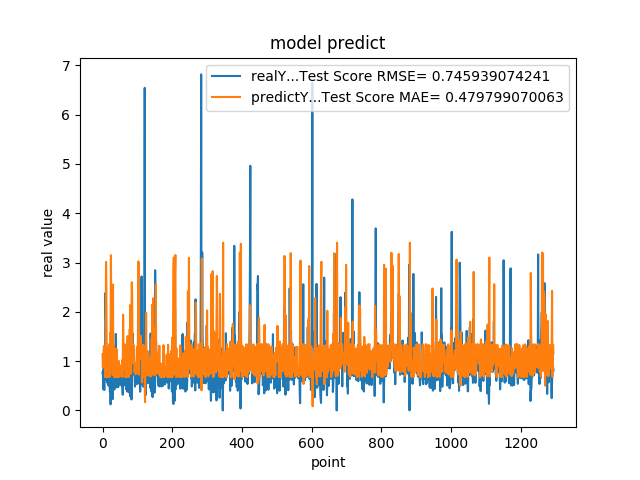 model predict
realY...Test Score RMSE= 0.745939074241
predictY...Test Score MAE= 0.479799070063
7
6
5
4
3
2
1
0
real value
0 200 400 600 800 1000 1200
point